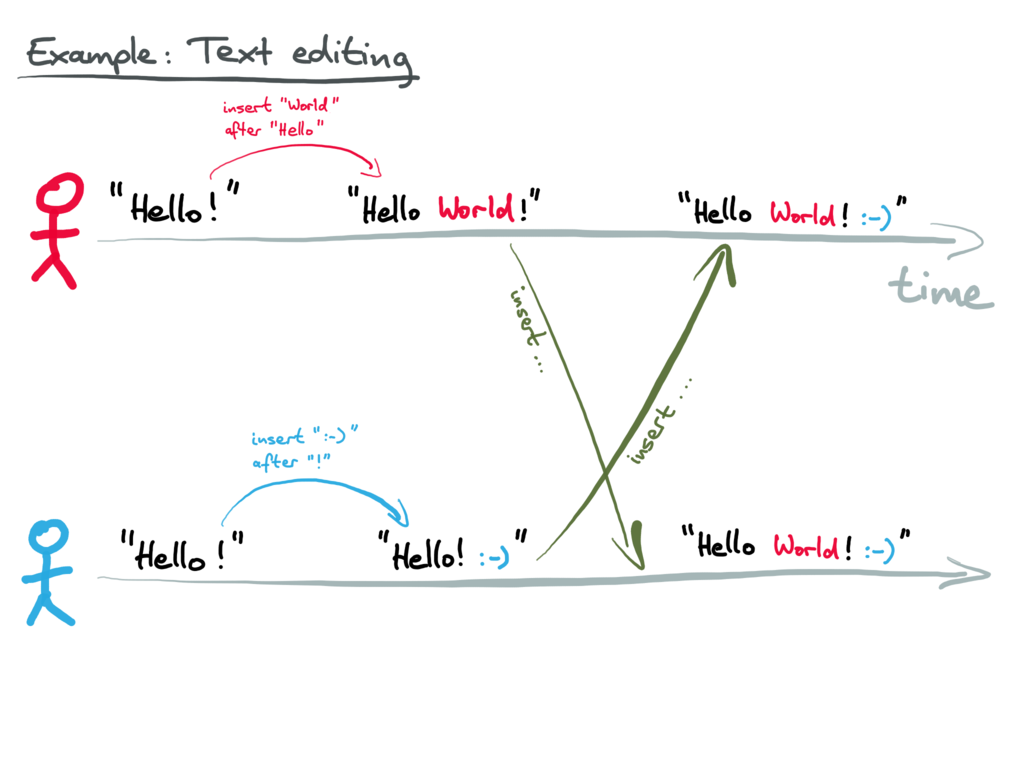 Example: Text editing
insert "World"
after "Hello"
"Hello!"
"Hello World!"
"Hello World! :-)"
time
insert ...
insert ....
insert ":-)"
after "!"
"Hello!"
"Hello! :-)"
"Hello World! :-)"